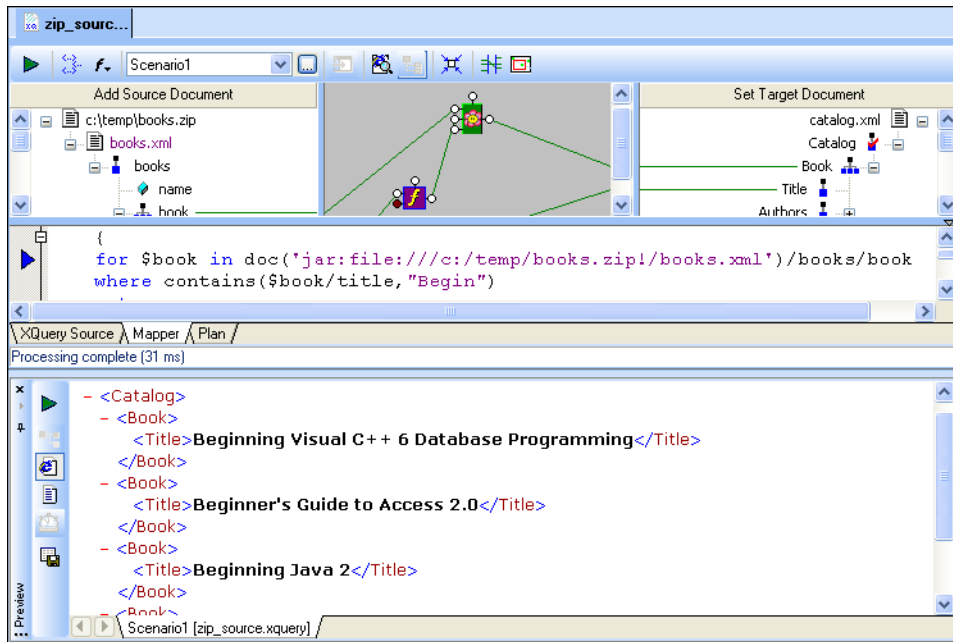 zip_sourc...
Scenario1
Add Source Document
Set Target Document
c:\temp\books.zip
books.xml
books
name
book
catalog.xml
Catalog
Book
Title
Authors
{
for $book in doc('jar:file:///c:/temp/books.zip!/books.xml')/books/book
where contains($book/title,"Begin")
XQuery Source
Mapper
Plan
Processing complete (31 ms)
- <Catalog>
- <Book>
<Title>Beginning Visual C++ 6 Database Programming</Title>
</Book>
- <Book>
<Title>Beginner's Guide to Access 2.0</Title>
</Book>
- <Book>
<Title>Beginning Java 2</Title>
</Book>
- <Book>
Preview
Scenario1 [zip_source.xquery]